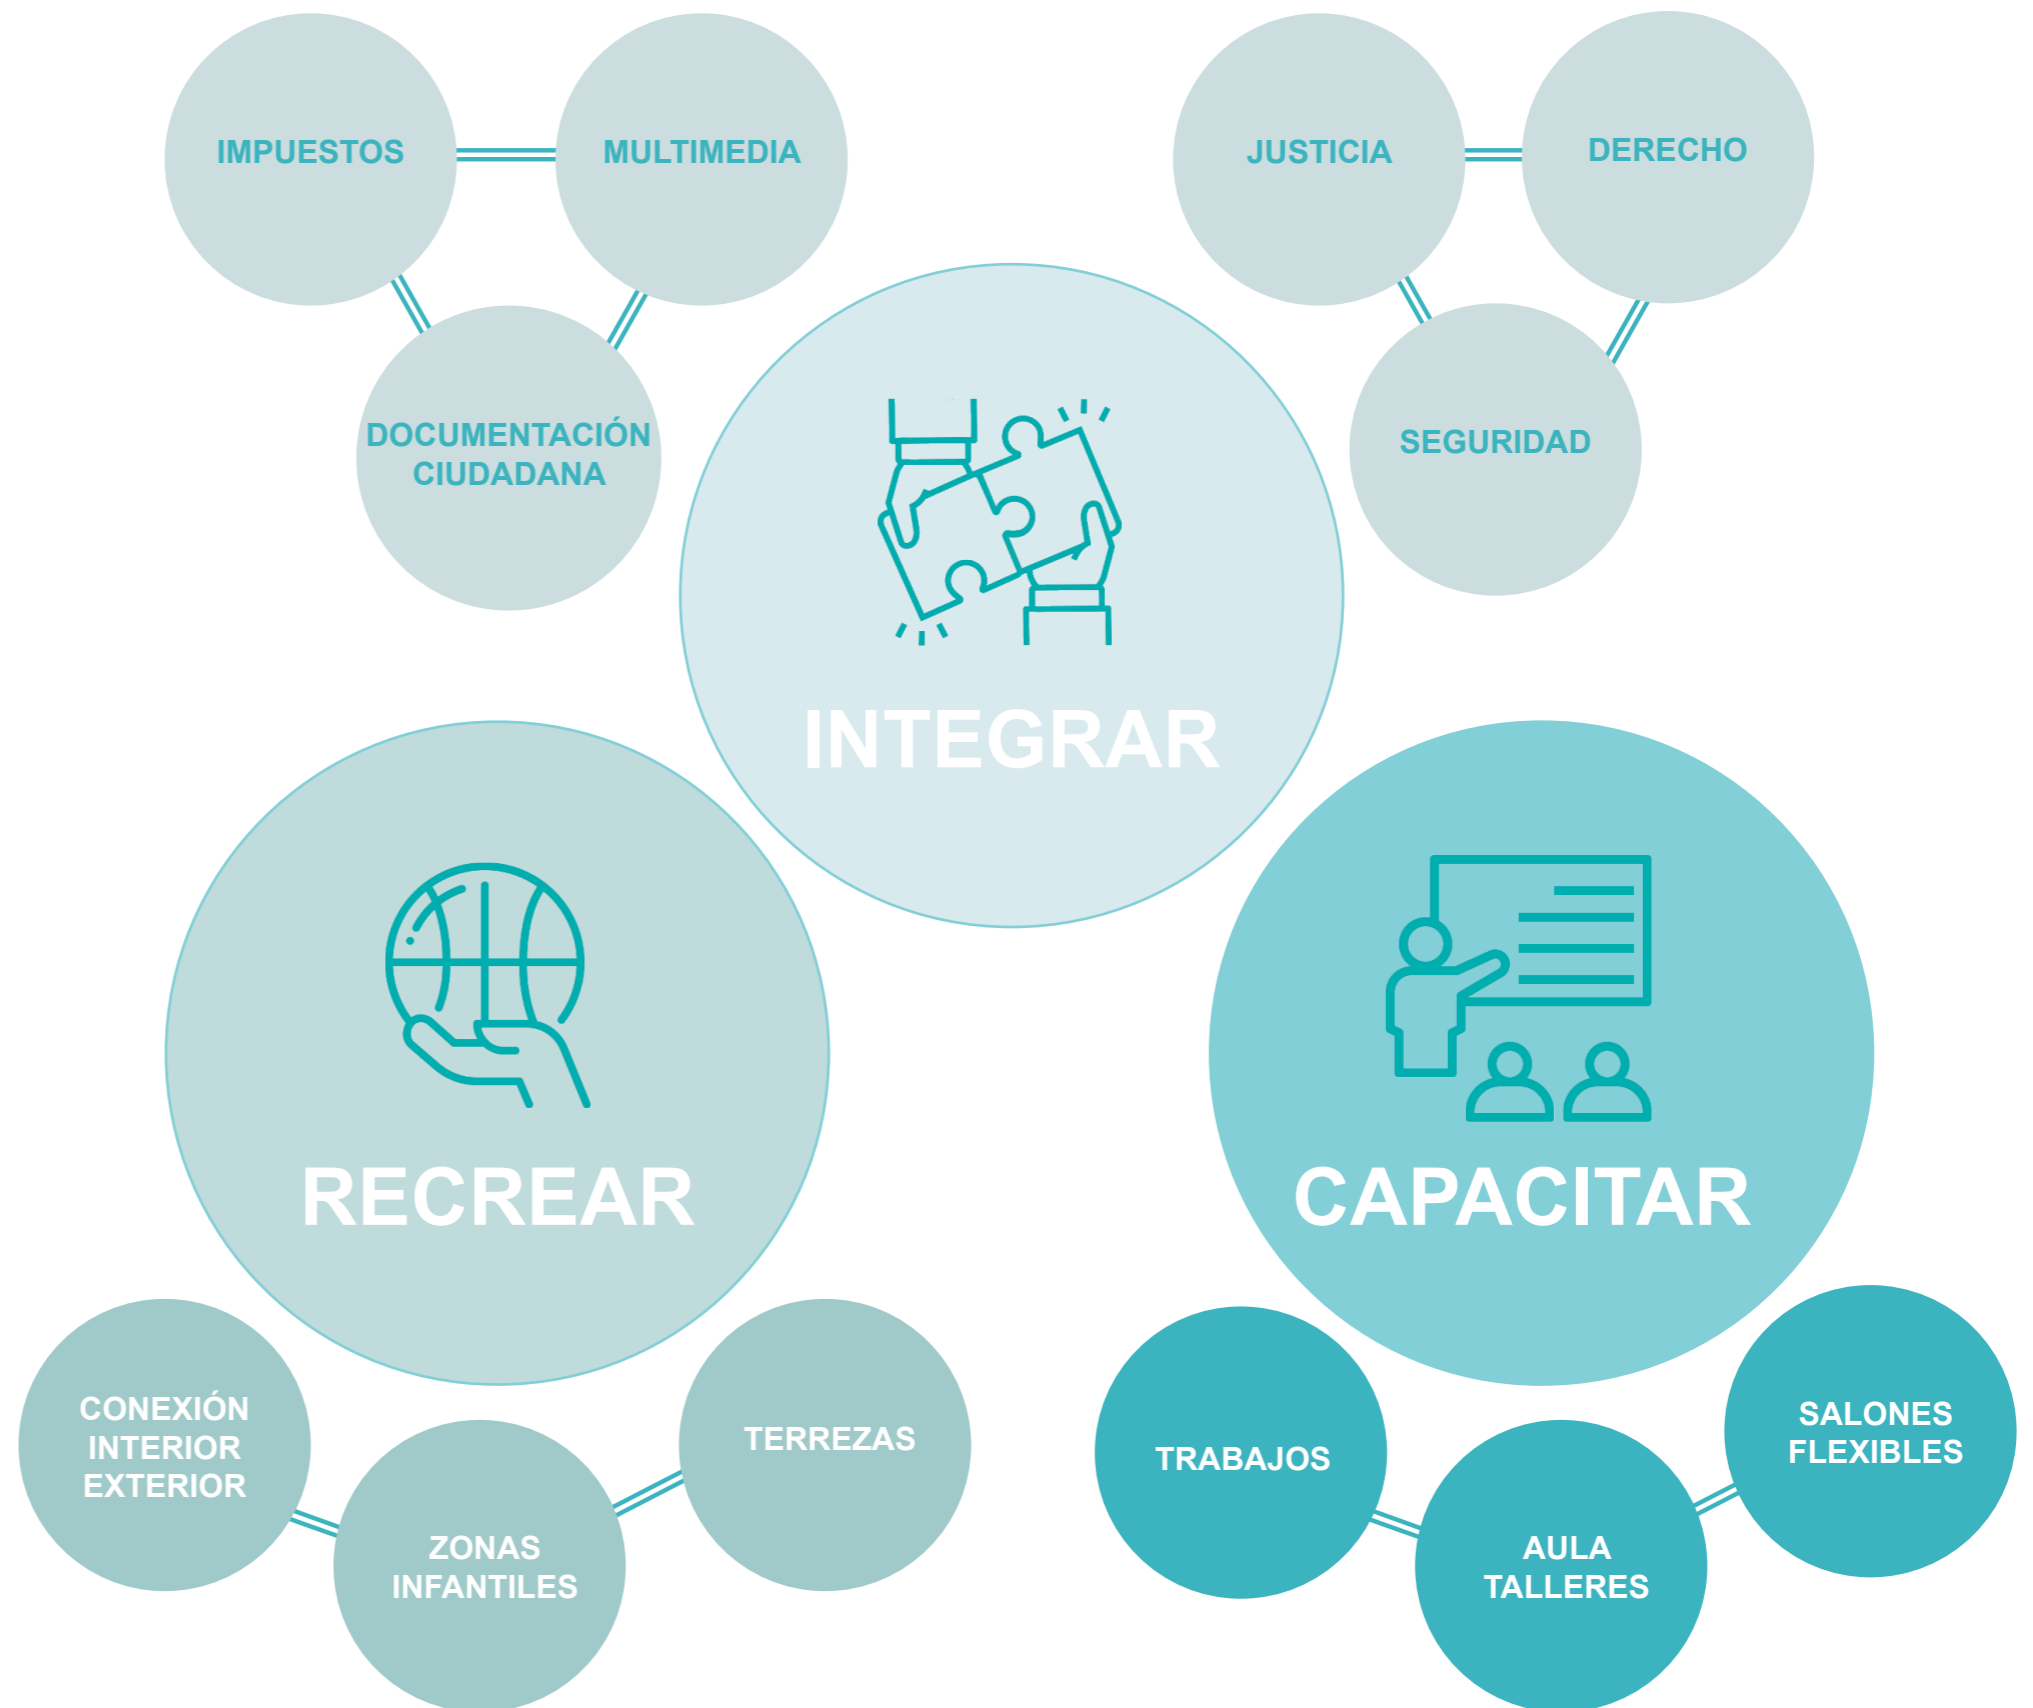 IMPUESTOS
MULTIMEDIA
DOCUMENTACIÓN
CIUDADANA
JUSTICIA
DERECHO
SEGURIDAD
INTEGRAR
RECREAR
CAPACITAR
CONEXIÓN
INTERIOR
EXTERIOR
ZONAS
INFANTILES
TERREZAS
TRABAJOS
AULA
TALLERES
SALONES
FLEXIBLES